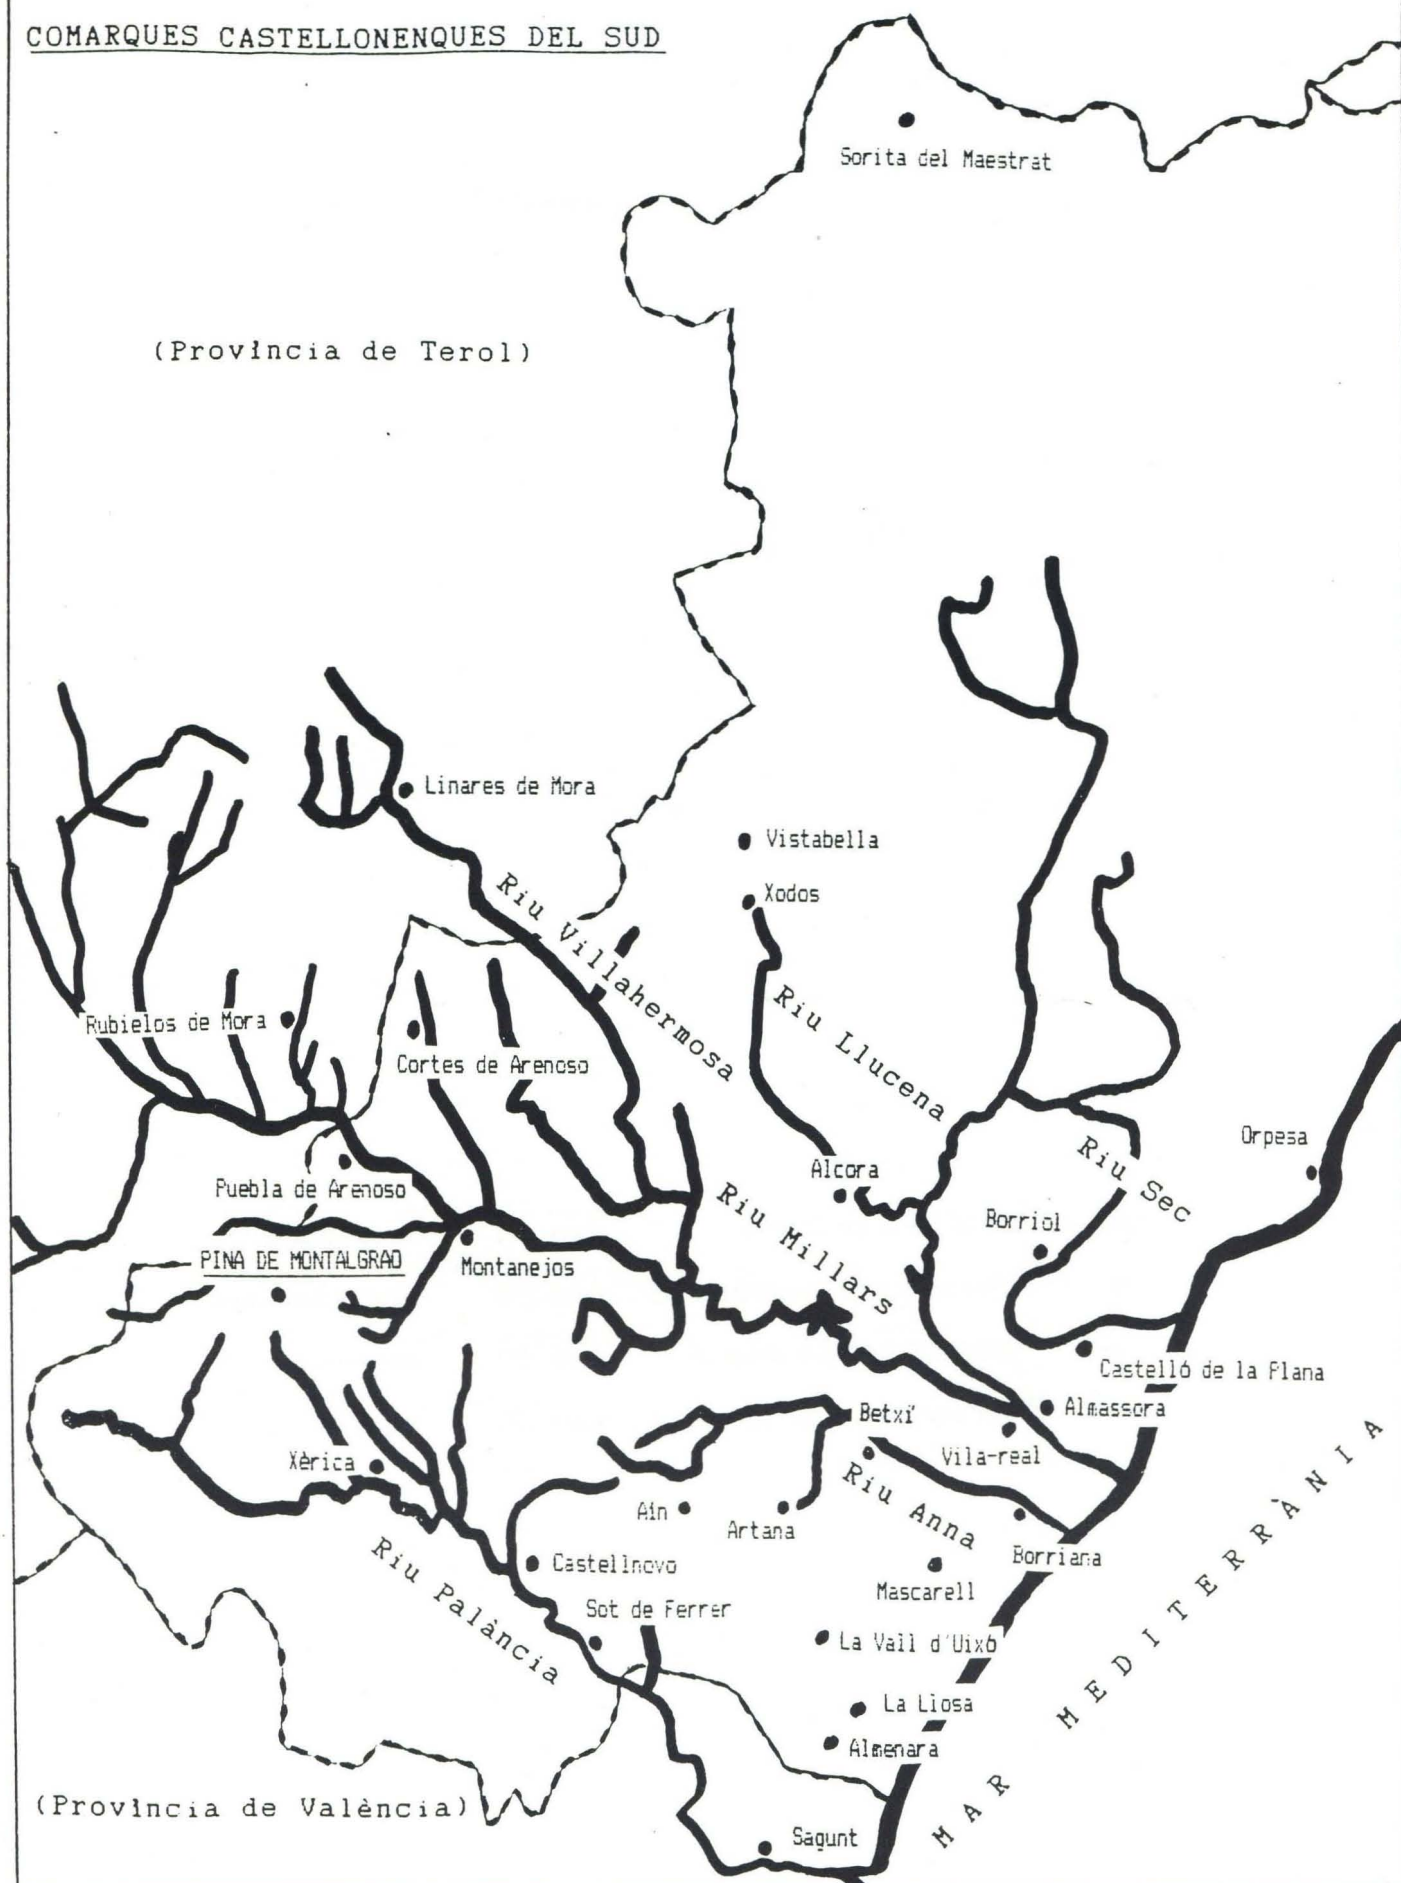 COMARQUES CASTELLONENQUES DEL SUD
Sorita del Maestrat
(Província de Terol)
Linares de Mora
Vistabella
Xodos
Riu Villahermosa
Riu Llucena
Rubielos de Mora
Cortes de Arenoso
Orpesa
Riu Sec
Alcora
Puebla de Arenoso
Riu Millars
Borriol
PINA DE MONTALGRAO
Montanejos
Castelló de la Plana
Almassora
Betxí
Vila-real
Xèrica
Riu Anna
Aín
Artana
Borriana
Riu Palància
Castellnovo
Mascarell
Sot de Ferrer
La Vall d'Uixó
La Llosa
Almenara
MAR MEDITERRÀNIA
(Província de València)
Sagunt